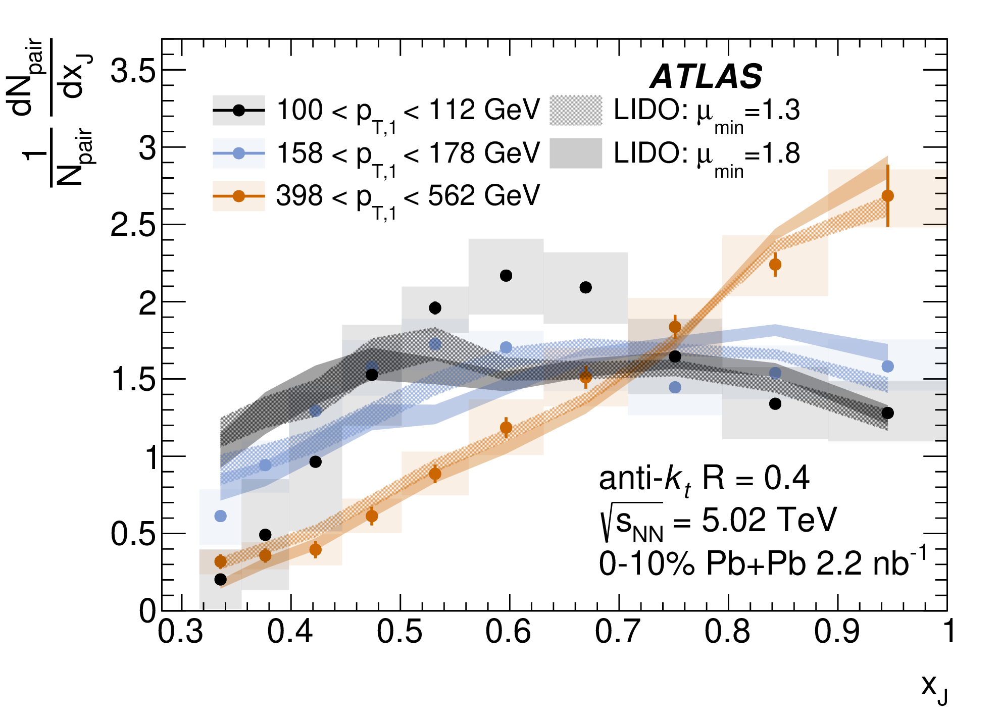 1/N_pair dN_pair/dx_J
ATLAS
100 < p_T,1 < 112 GeV
158 < p_T,1 < 178 GeV
398 < p_T,1 < 562 GeV
LIDO: μ_min=1.3
LIDO: μ_min=1.8
3.5
3
2.5
2
1.5
1
0.5
0
anti-k_t R = 0.4
√s_NN = 5.02 TeV
0-10% Pb+Pb 2.2 nb^-1
0.3 0.4 0.5 0.6 0.7 0.8 0.9 1
x_J